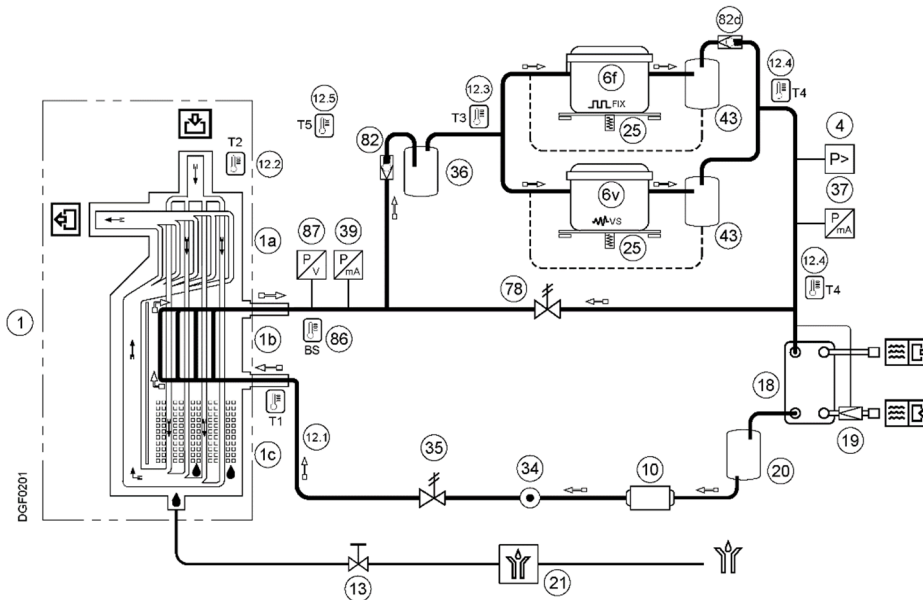 82d
12.4
T4
6f
FIX
25
43
12.3
T3
12.5
T5
82
36
4
P>
T2
12.2
6v
VS
25
43
37
P
mA
1a
87
39
P
V
P
mA
12.4
T4
78
1
1b
BS
86
18
T1
19
12.1
35
34
10
20
1c
DGF0201
13
21